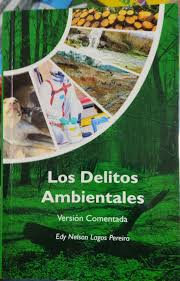 Los Delitos
Ambientales
Versión Comentada
Edy Nelson Lagos Pereira